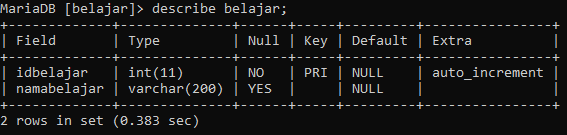 MariaDB [belajar]> describe belajar;
+-------------+--------------+------+-----+---------+----------------+
| Field       | Type         | Null | Key | Default | Extra          |
+-------------+--------------+------+-----+---------+----------------+
| idbelajar   | int(11)      | NO   | PRI | NULL    | auto_increment |
| namabelajar | varchar(200) | YES  |     | NULL    |                |
+-------------+--------------+------+-----+---------+----------------+
2 rows in set (0.383 sec)